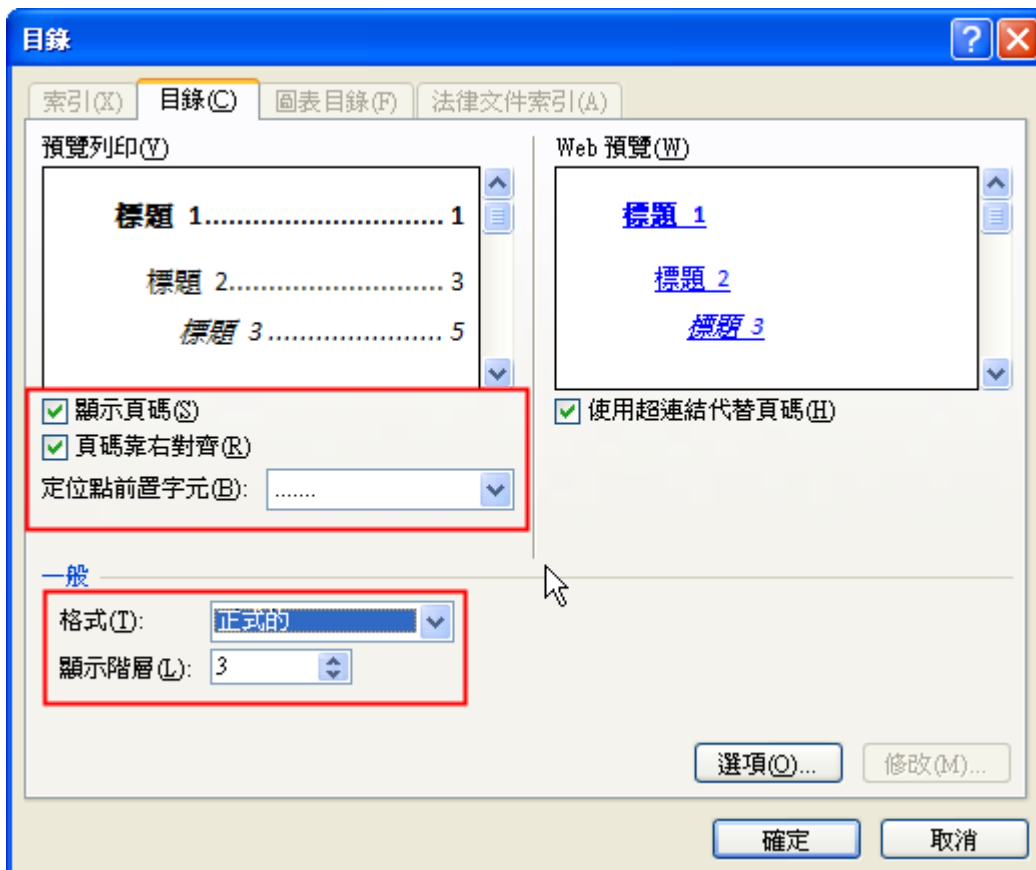 目錄
索引(X) 目錄(C) 圖表目錄(F) 法律文件索引(A)
預覽列印(V)
標題 1............................. 1
標題 2.......................... 3
標題 3...................... 5
Web 預覽(W)
標題 1
標題 2
標題 3
顯示頁碼(S)
頁碼靠右對齊(R)
定位點前置字元(B): .......
使用超連結代替頁碼(H)
一般
格式(T): 正式的
顯示階層(L): 3
選項(O)... 修改(M)...
確定 取消